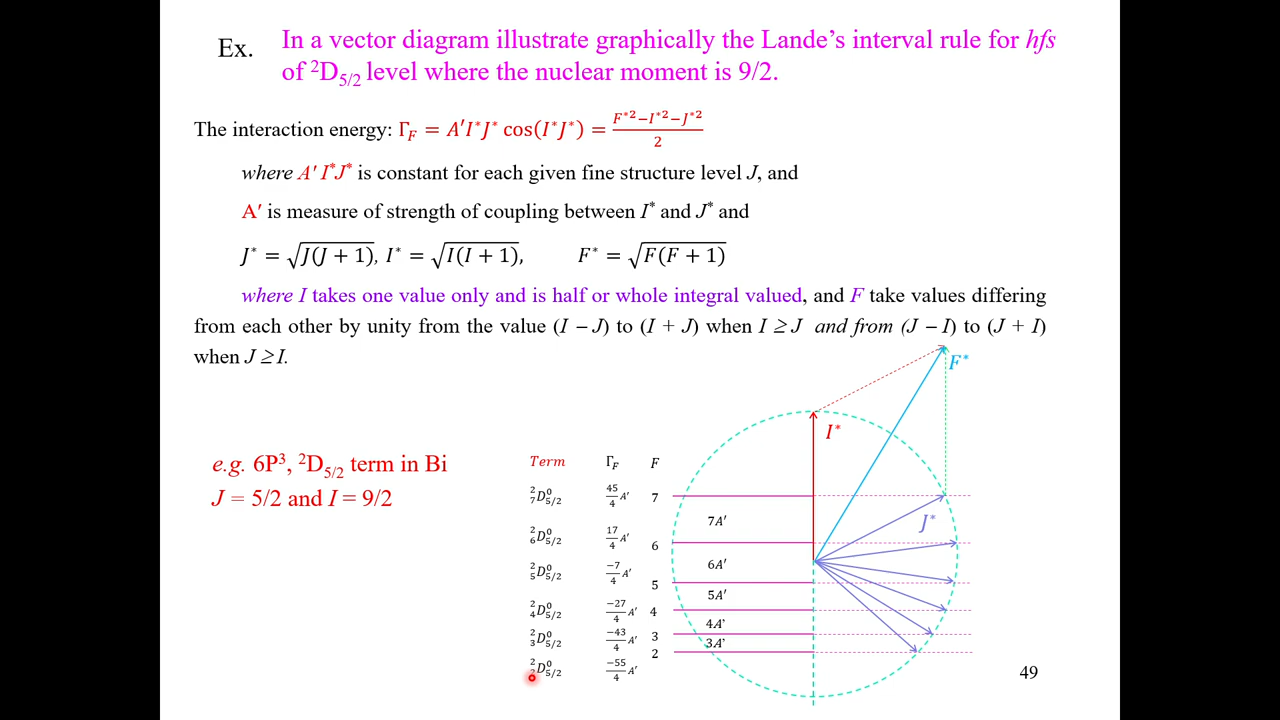 Ex.
In a vector diagram illustrate graphically the Lande's interval rule for hfs
of ²D₅/₂ level where the nuclear moment is 9/2.
The interaction energy: Γ_F = A′I*J* cos(I*J*) = (F*² − I*² − J*²)/2
where A′ I*J* is constant for each given fine structure level J, and
A′ is measure of strength of coupling between I* and J* and
J* = √(J(J + 1)), I* = √(I(I + 1)), F* = √(F(F + 1))
where I takes one value only and is half or whole integral valued, and F take values differing
from each other by unity from the value (I – J) to (I + J) when I ≥ J and from (J – I) to (J + I)
when J ≥ I.
F*
I*
J*
e.g. 6P³, ²D₅/₂ term in Bi
J = 5/2 and I = 9/2
Term Γ_F F
²₇D⁰₅/₂ 45/4 A′ 7
7A′
²₆D⁰₅/₂ 17/4 A′ 6
6A′
²₅D⁰₅/₂ −7/4 A′ 5
5A′
²₄D⁰₅/₂ −27/4 A′ 4
4A’
²₃D⁰₅/₂ −43/4 A′ 3
3A’
²₂D⁰₅/₂ −55/4 A′ 2
49